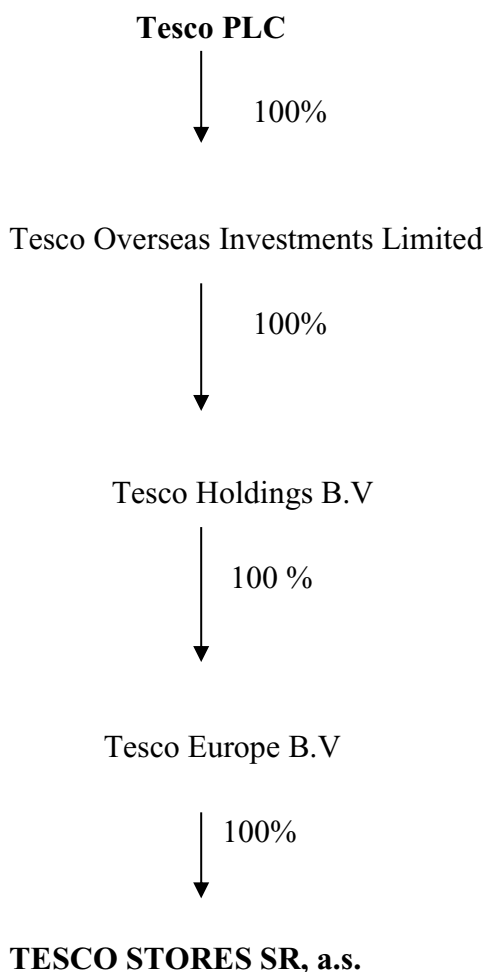 Tesco PLC
100%
Tesco Overseas Investments Limited
100%
Tesco Holdings B.V
100 %
Tesco Europe B.V
100%
TESCO STORES SR, a.s.